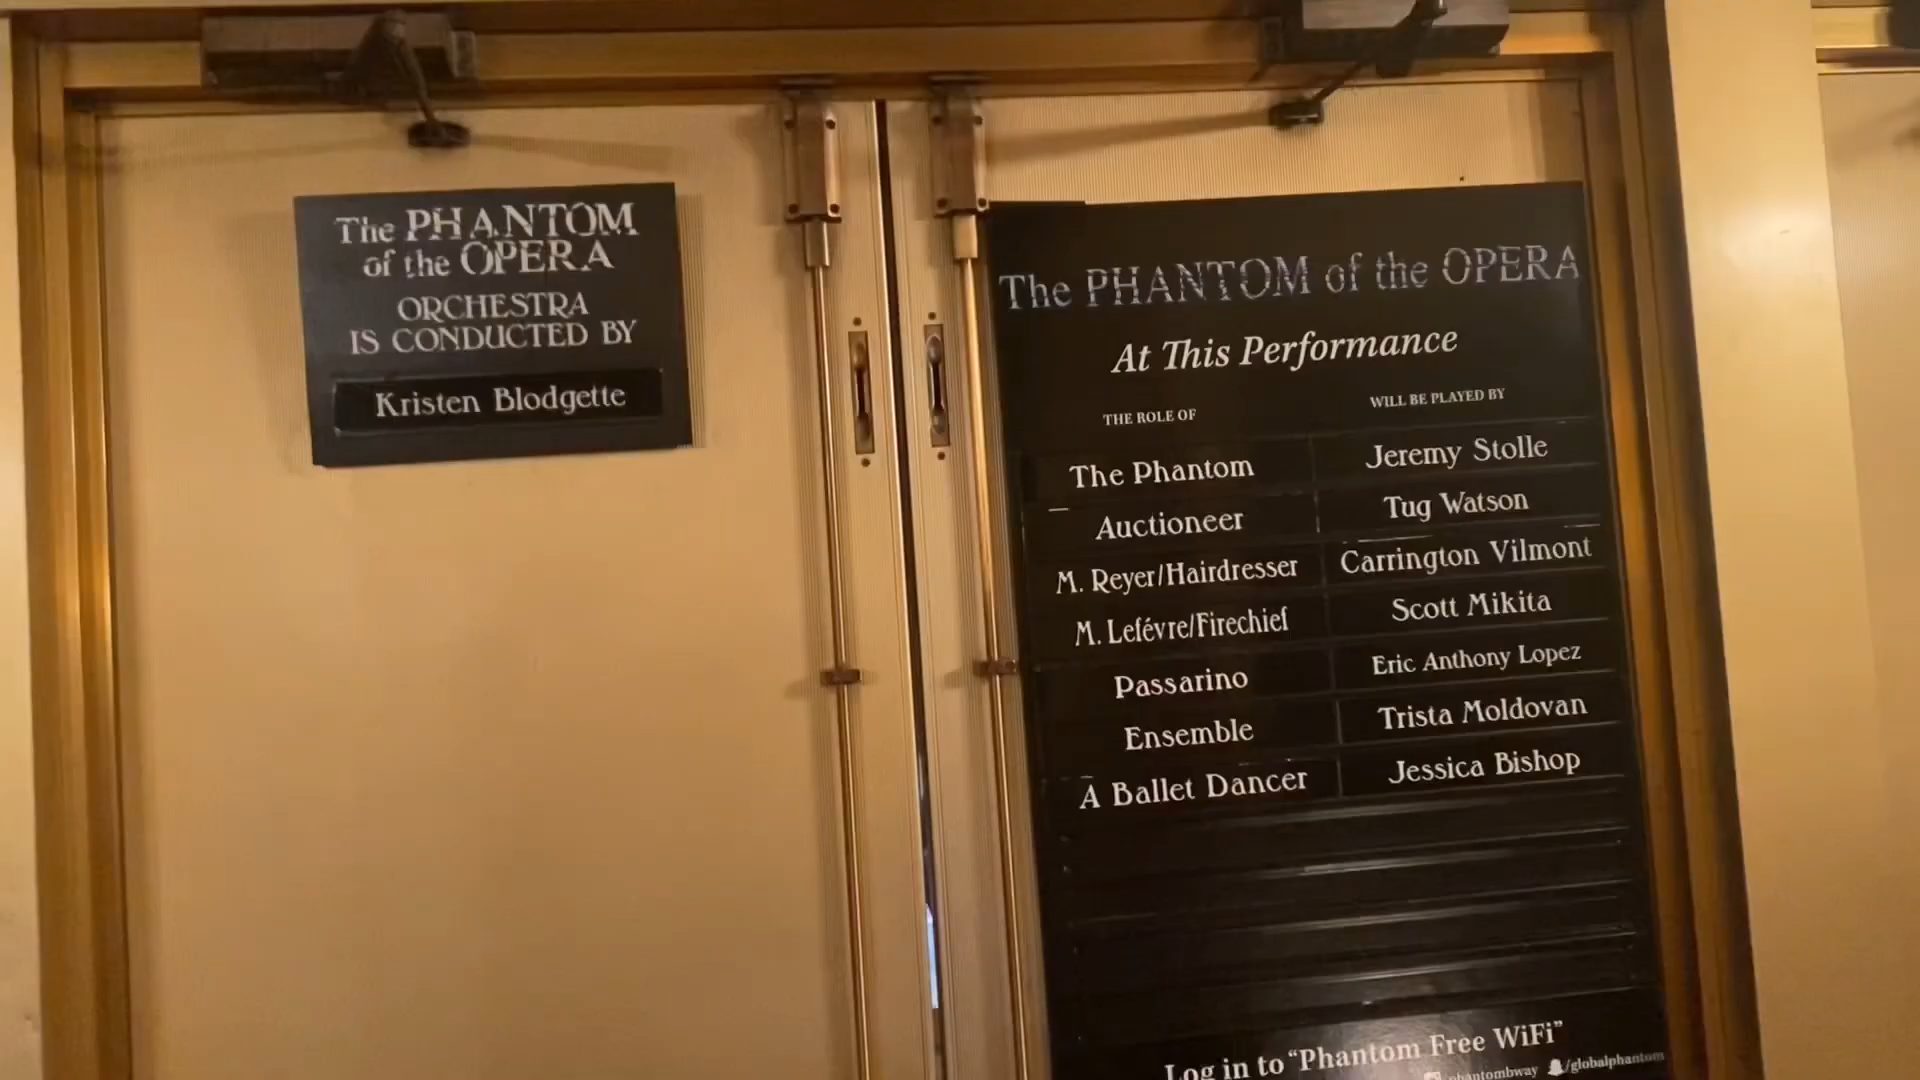 The PHANTOM
of the OPERA
ORCHESTRA
IS CONDUCTED BY
Kristen Blodgette
The PHANTOM of the OPERA
At This Performance
THE ROLE OF WILL BE PLAYED BY
The Phantom Jeremy Stolle
Auctioneer Tug Watson
M. Reyer/Hairdresser Carrington Vilmont
M. Lefévre/Firechief Scott Mikita
Passarino Eric Anthony Lopez
Ensemble Trista Moldovan
A Ballet Dancer Jessica Bishop
Log in to "Phantom Free WiFi"
phantombway /globalphantom